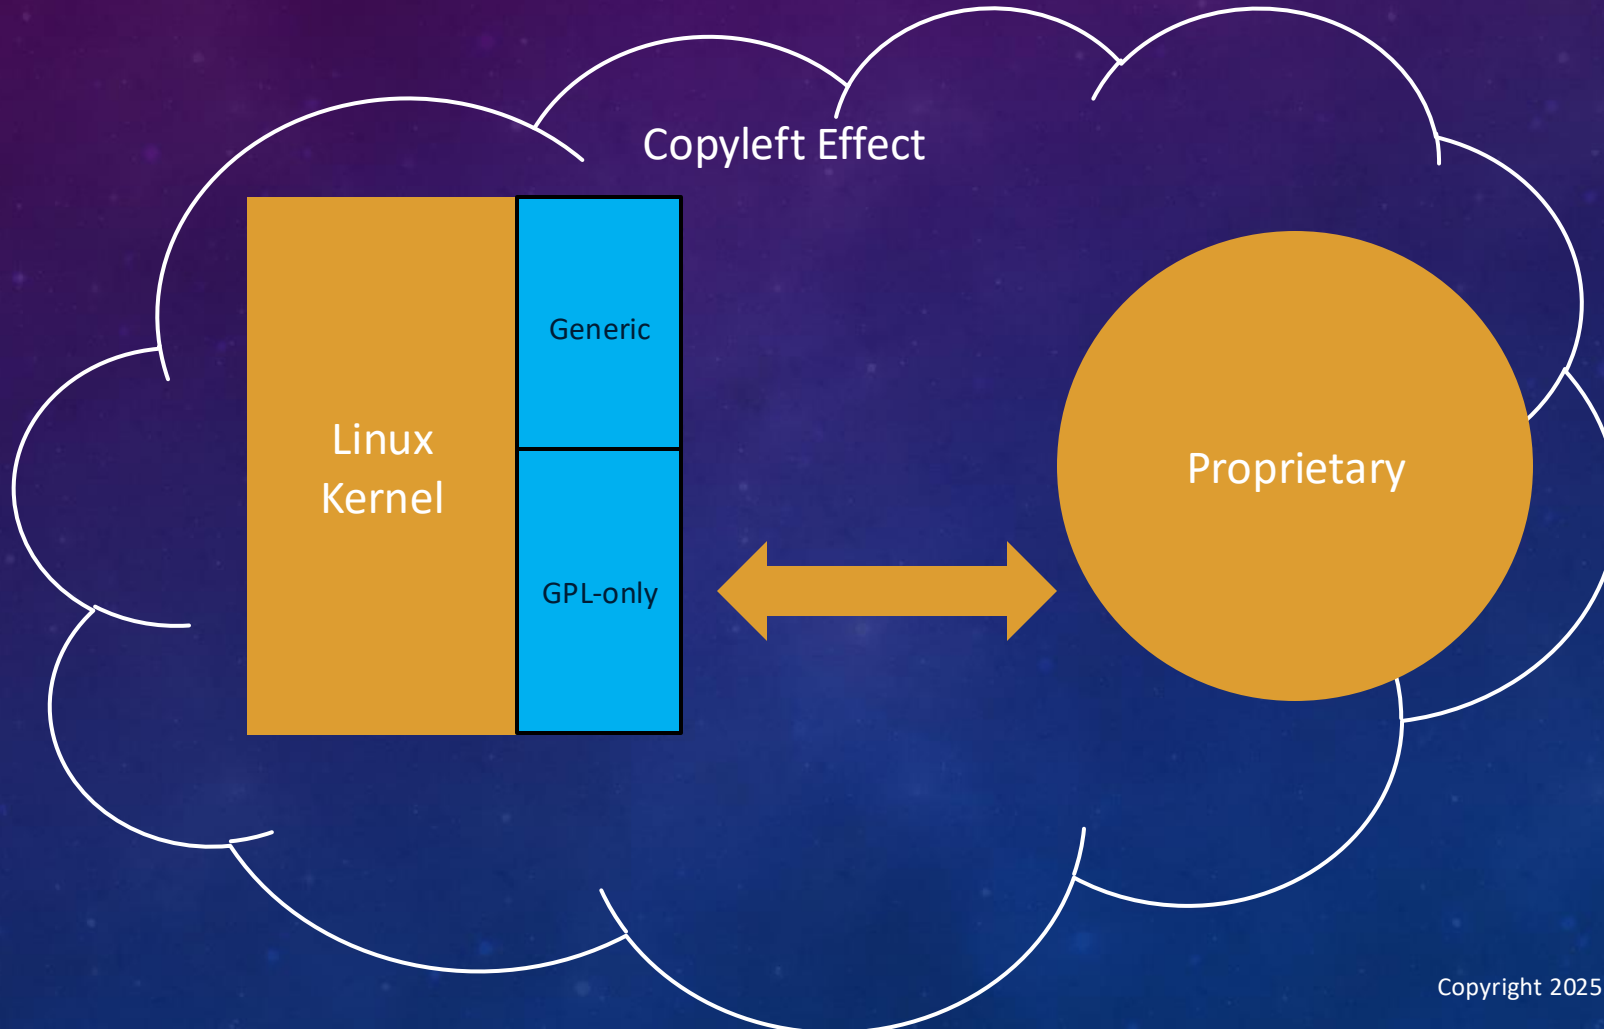 Copyleft Effect
Generic
Linux
Kernel
Proprietary
GPL-only
Copyright 2025